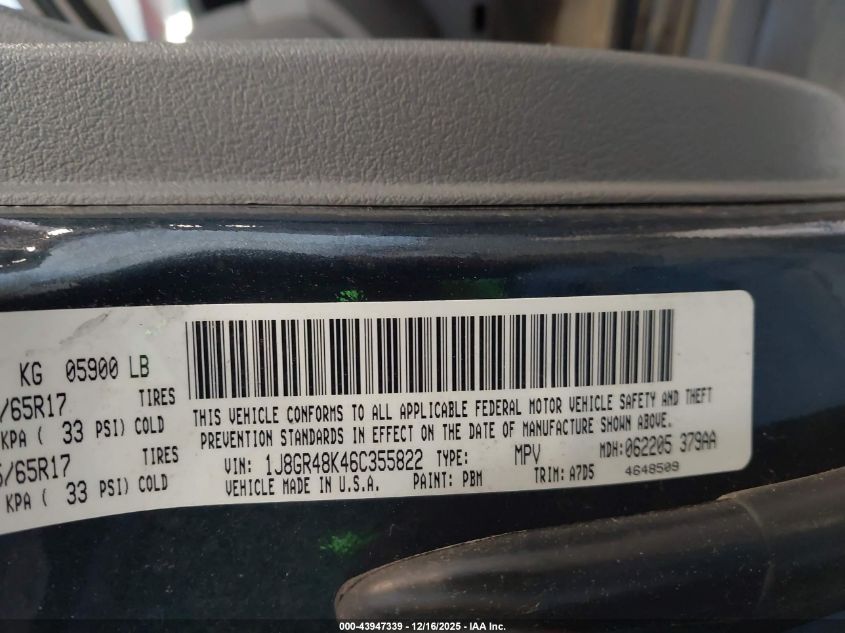 KG 05900 LB
/65R17 TIRES
KPA ( 33 PSI) COLD
/65R17 TIRES
KPA ( 33 PSI) COLD
THIS VEHICLE CONFORMS TO ALL APPLICABLE FEDERAL MOTOR VEHICLE SAFETY AND THEFT
PREVENTION STANDARDS IN EFFECT ON THE DATE OF MANUFACTURE SHOWN ABOVE.
VIN: 1J8GR48K46C355822 TYPE: MPV MDH: 062205 379AA
VEHICLE MADE IN U.S.A. PAINT: PBM TRIM: A7D5 4648509
000-43947339 - 12/16/2025 - IAA Inc.